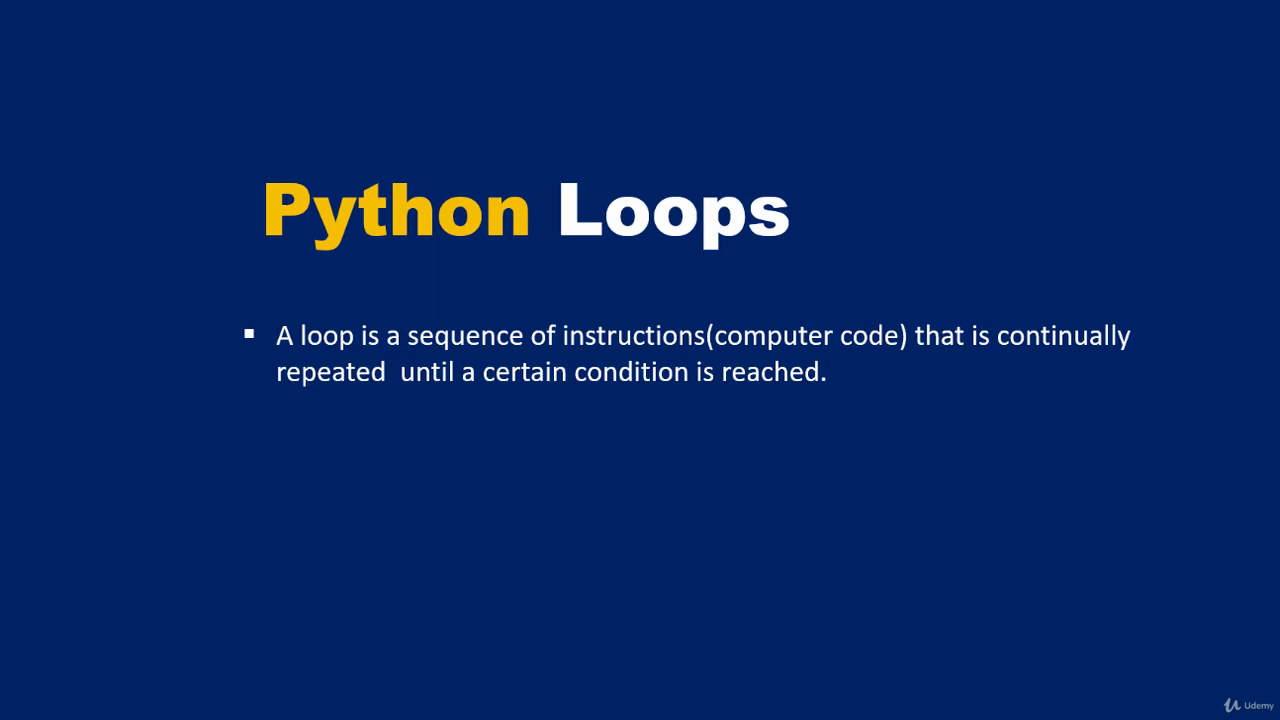 Python Loops
▪ A loop is a sequence of instructions(computer code) that is continually
repeated  until a certain condition is reached.
Udemy